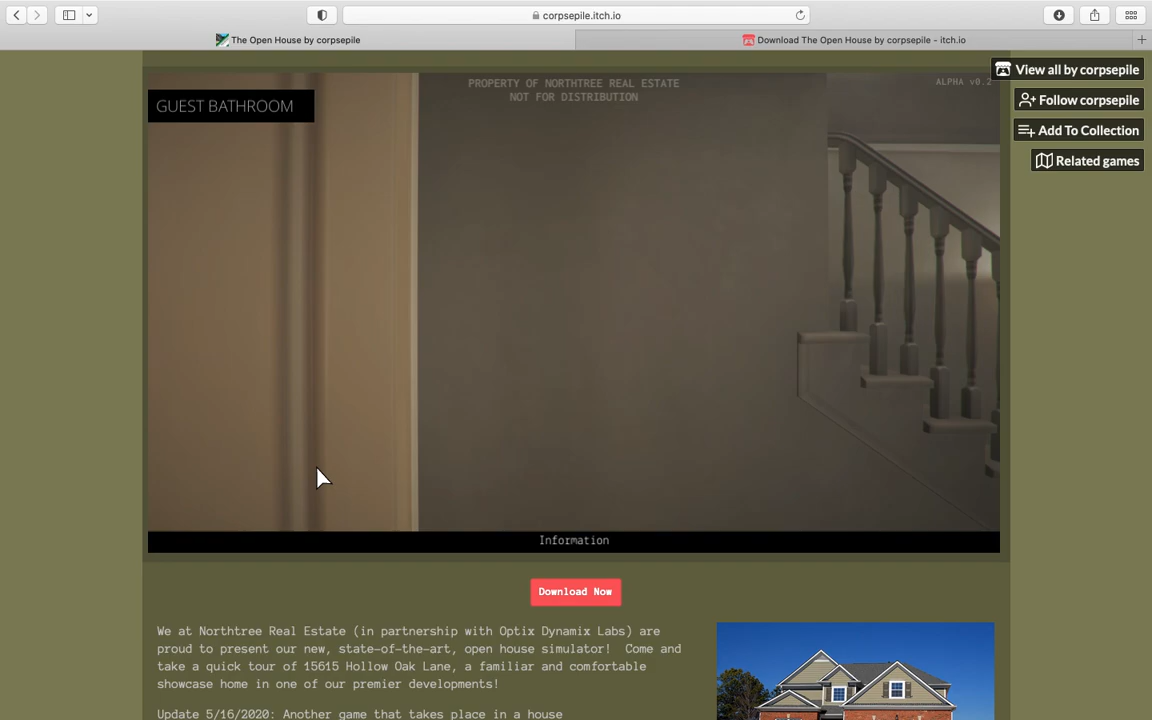 corpsepile.itch.io
The Open House by corpsepile
Download The Open House by corpsepile - itch.io
View all by corpsepile
Follow corpsepile
Add To Collection
Related games
PROPERTY OF NORTHTREE REAL ESTATE
NOT FOR DISTRIBUTION
ALPHA v0.2
GUEST BATHROOM
Information
Download Now
We at Northtree Real Estate (in partnership with Optix Dynamix Labs) are
proud to present our new, state-of-the-art, open house simulator! Come and
take a quick tour of 15615 Hollow Oak Lane, a familiar and comfortable
showcase home in one of our premier developments!
Update 5/16/2020: Another game that takes place in a house